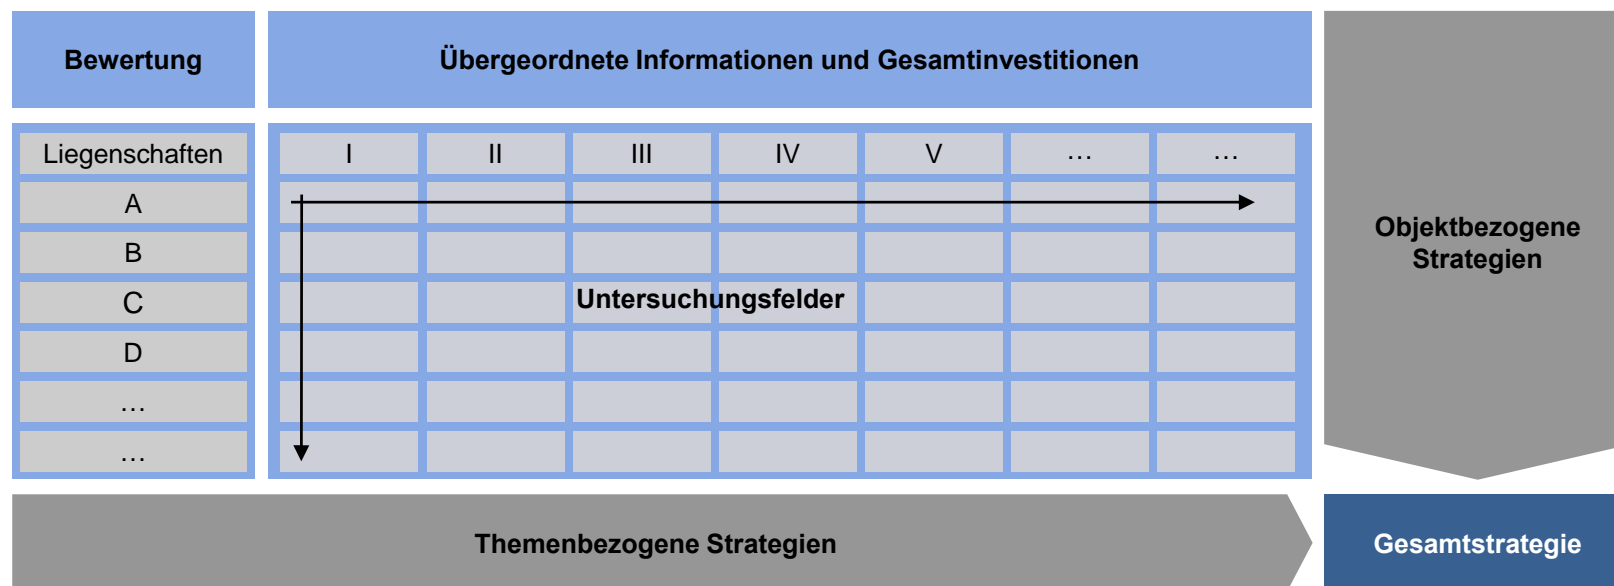 Bewertung
Übergeordnete Informationen und Gesamtinvestitionen
Liegenschaften
I
II
III
IV
V
…
…
A
B
C
D
…
…
Untersuchungsfelder
Objektbezogene
Strategien
Themenbezogene Strategien
Gesamtstrategie